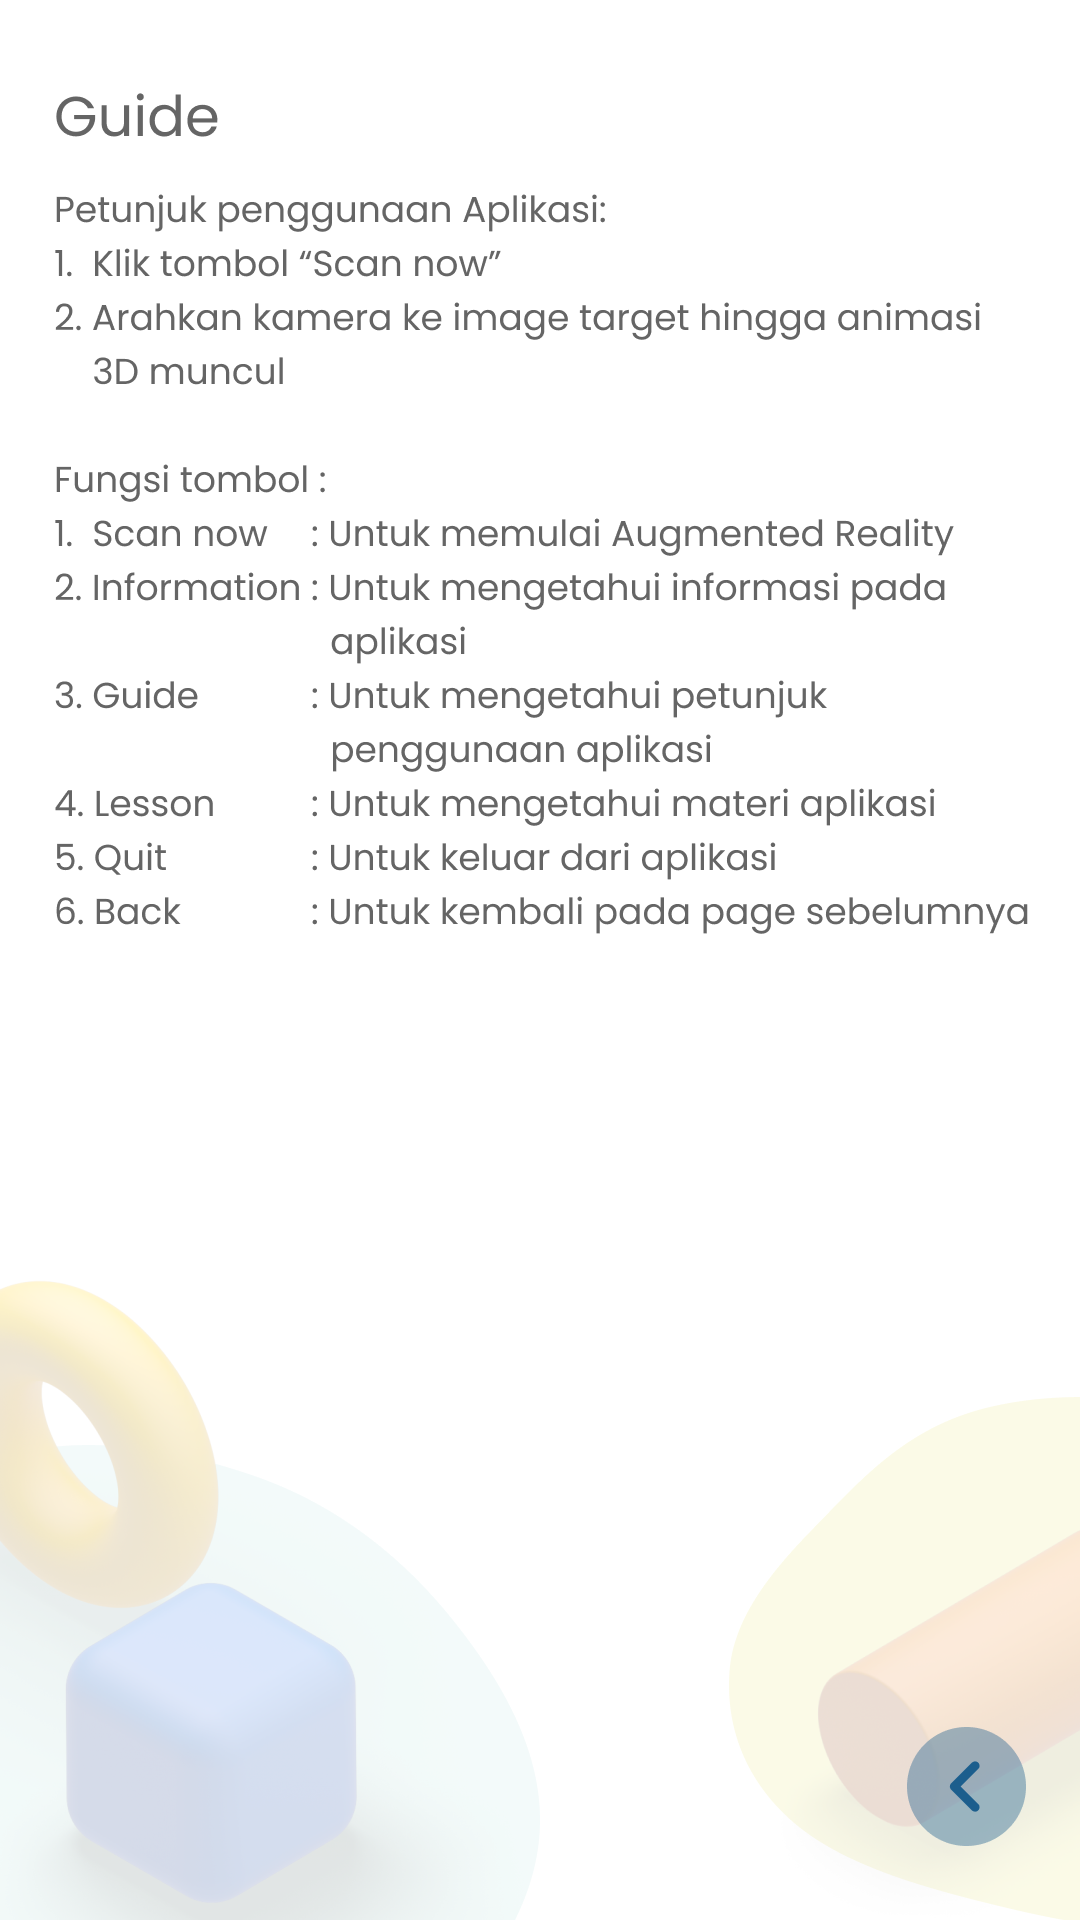 Guide
Petunjuk penggunaan Aplikasi:
1. Klik tombol “Scan now”
2. Arahkan kamera ke image target hingga animasi
3D muncul
Fungsi tombol :
1. Scan now : Untuk memulai Augmented Reality
2. Information : Untuk mengetahui informasi pada
aplikasi
3. Guide : Untuk mengetahui petunjuk
penggunaan aplikasi
4. Lesson : Untuk mengetahui materi aplikasi
5. Quit : Untuk keluar dari aplikasi
6. Back : Untuk kembali pada page sebelumnya